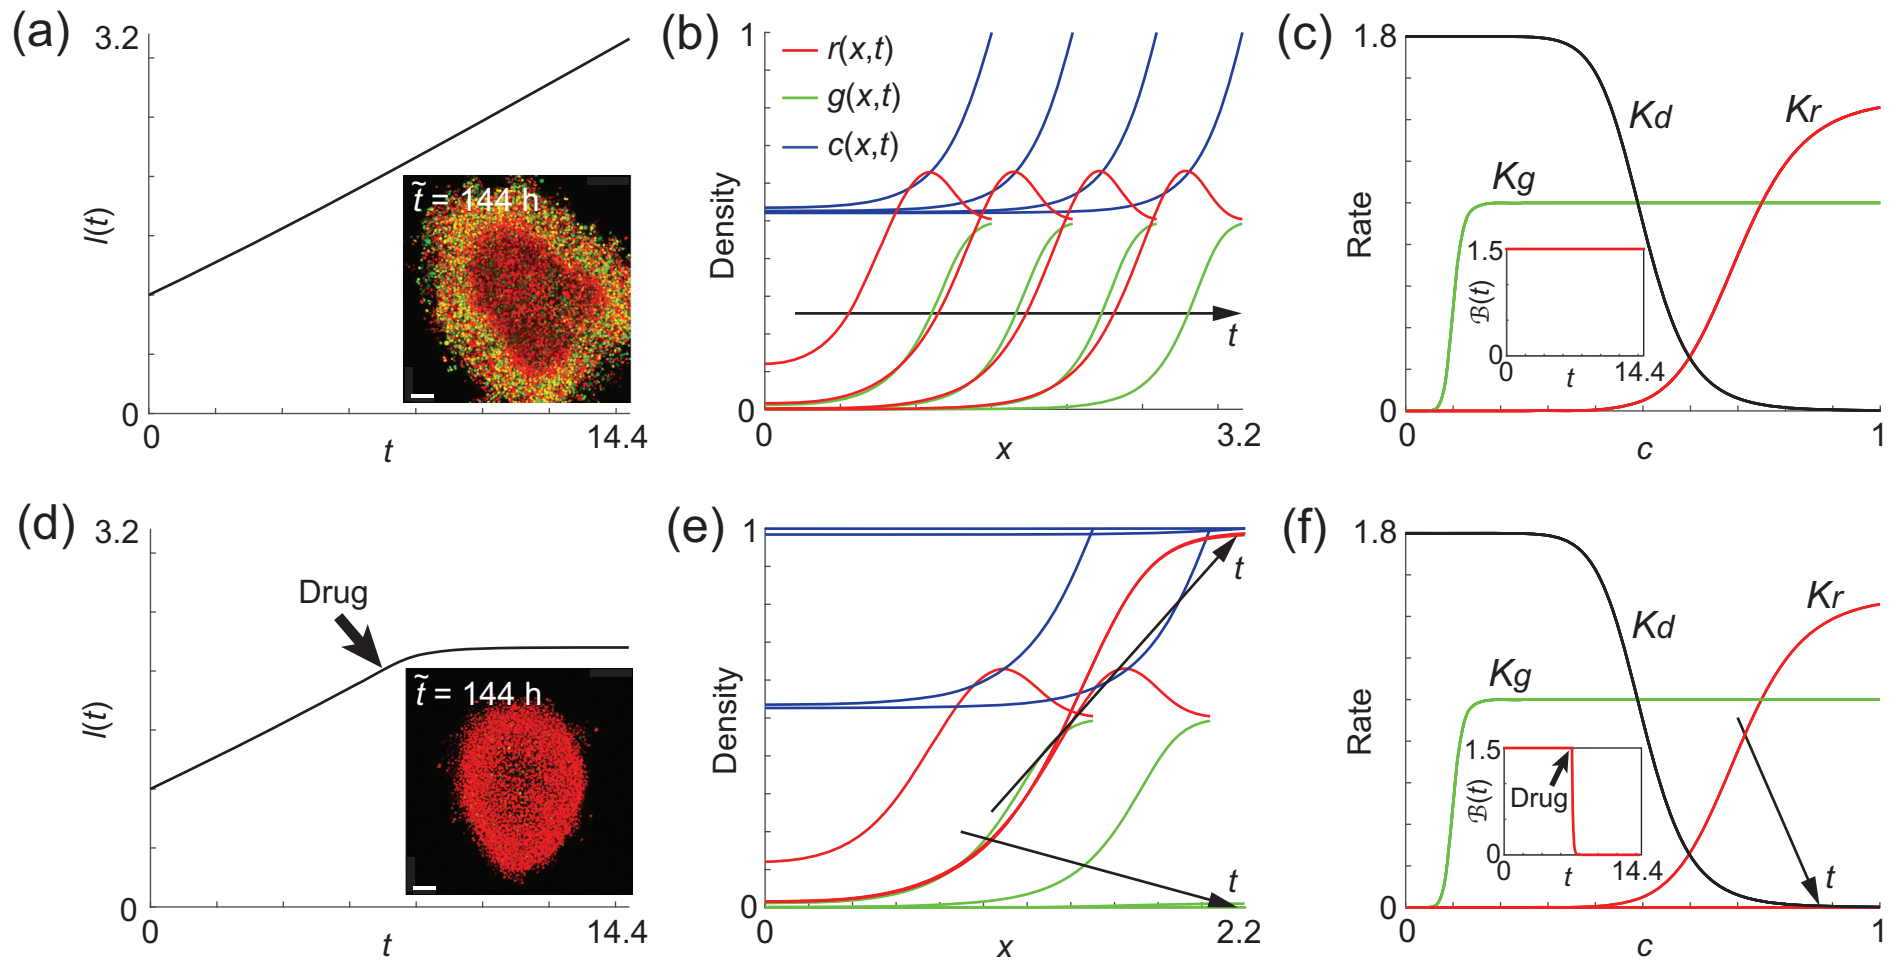 (a)
3.2
l(t)
0
0
t
14.4
t̃ = 144 h
(b)
1
r(x,t)
g(x,t)
c(x,t)
Density
t
0
0
x
3.2
(c)
1.8
Kd
Kr
Kg
Rate
1.5
ℬ(t)
0
0
t
14.4
0
0
c
1
(d)
3.2
Drug
l(t)
t̃ = 144 h
0
0
t
14.4
(e)
1
t
Density
t
0
0
x
2.2
(f)
1.8
Kr
Kd
Kg
Rate
1.5
Drug
ℬ(t)
0
0
t
14.4
t
0
0
c
1